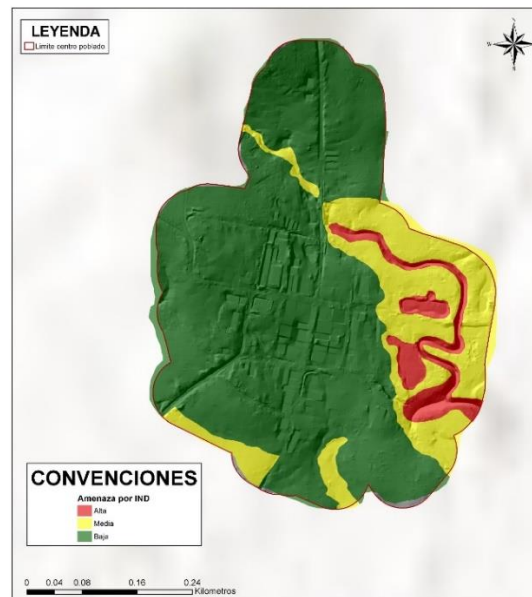 LEYENDA
Limite centro poblado
N
CONVENCIONES
Amenaza por IND
Alta
Media
Baja
0 0.04 0.08 0.16 0.24
Kilometros